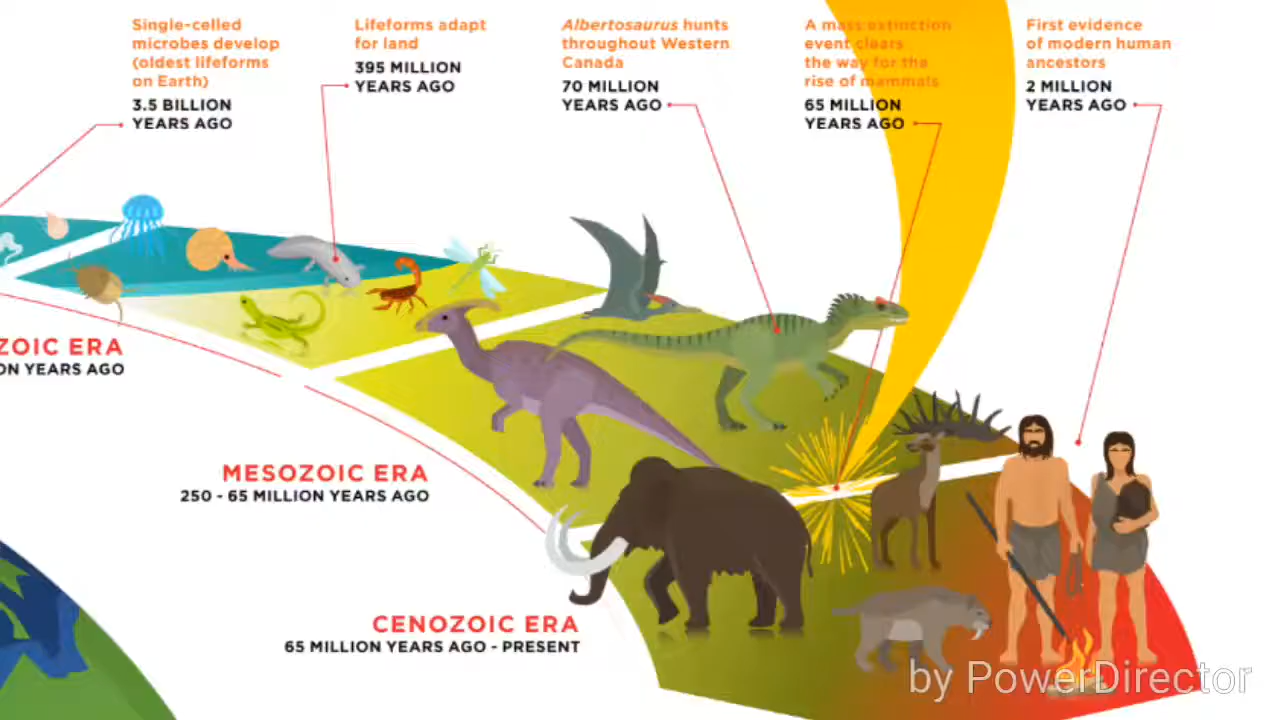 Single-celled
microbes develop
(oldest lifeforms
on Earth)
3.5 BILLION
YEARS AGO
Lifeforms adapt
for land
395 MILLION
YEARS AGO
Albertosaurus hunts
throughout Western
Canada
70 MILLION
YEARS AGO
A mass extinction
event clears
the way for the
rise of mammals
65 MILLION
YEARS AGO
First evidence
of modern human
ancestors
2 MILLION
YEARS AGO
ZOIC ERA
ON YEARS AGO
MESOZOIC ERA
250 - 65 MILLION YEARS AGO
CENOZOIC ERA
65 MILLION YEARS AGO - PRESENT
by PowerDirector